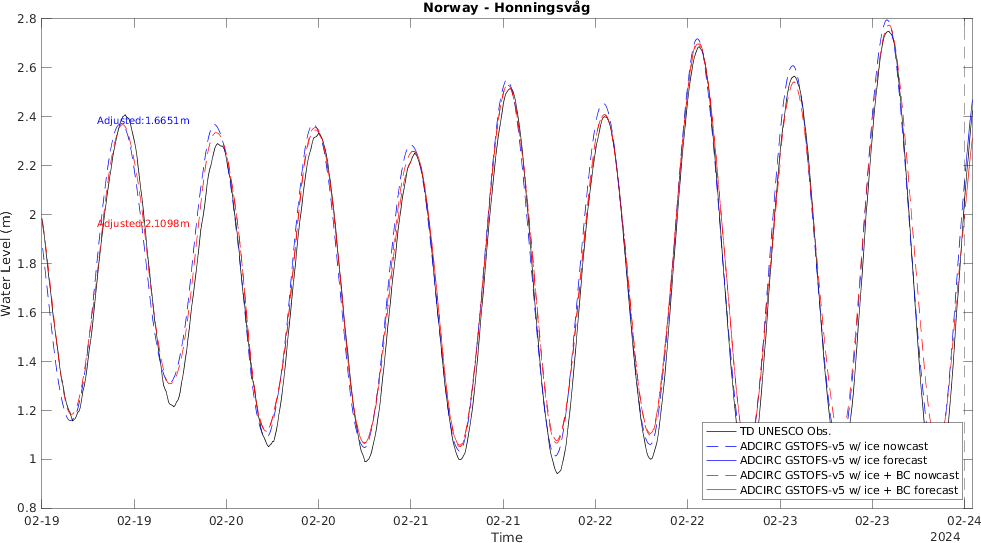 Norway - Honningsvåg
2.8
2.6
2.4
2.2
2
1.8
1.6
1.4
1.2
1
0.8
Water Level (m)
Adjusted:1.6651m
Adjusted:2.1098m
TD UNESCO Obs.
ADCIRC GSTOFS-v5 w/ ice nowcast
ADCIRC GSTOFS-v5 w/ ice forecast
ADCIRC GSTOFS-v5 w/ ice + BC nowcast
ADCIRC GSTOFS-v5 w/ ice + BC forecast
02-19 02-19 02-20 02-20 02-21 02-21 02-22 02-22 02-23 02-23 02-24
Time
2024